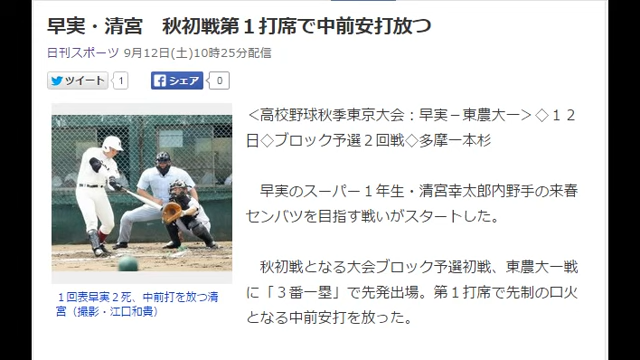 早実・清宮　秋初戦第１打席で中前安打放つ
日刊スポーツ 9月12日(土)10時25分配信
ツイート 1 シェア 0
＜高校野球秋季東京大会：早実－東農大一＞◇１２
日◇ブロック予選２回戦◇多摩一本杉
早実のスーパー１年生・清宮幸太郎内野手の来春
センバツを目指す戦いがスタートした。
秋初戦となる大会ブロック予選初戦、東農大一戦
に「３番一塁」で先発出場。第１打席で先制の口火
となる中前安打を放った。
１回表早実２死、中前打を放つ清
宮（撮影・江口和貴）